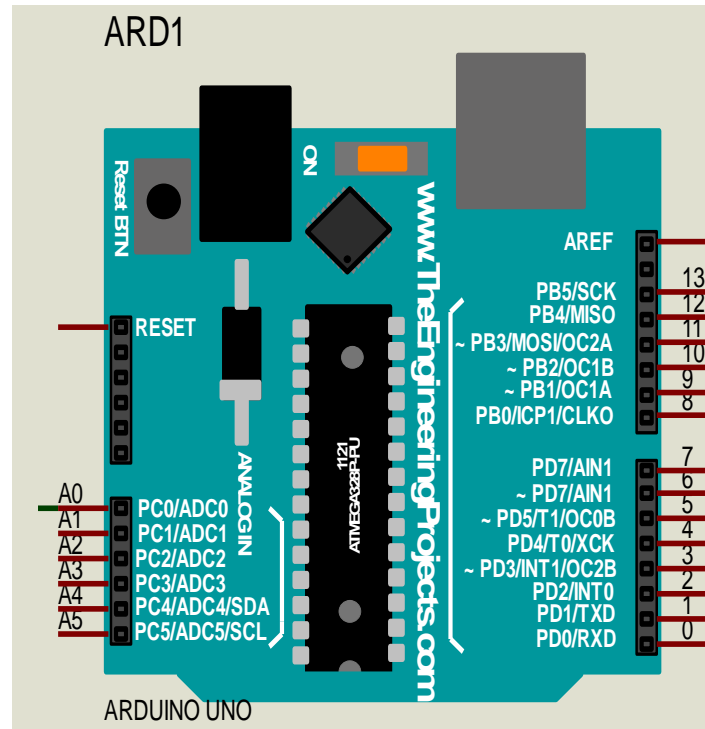 ARD1
Reset BTN
ON
www.TheEngineeringProjects.com
AREF
13
PB5/SCK
12
PB4/MISO
11
~ PB3/MOSI/OC2A
10
~ PB2/OC1B
9
~ PB1/OC1A
8
PB0/ICP1/CLKO
RESET
1121
ATMEGA328P-PU
ANALOG IN
7
PD7/AIN1
6
~ PD7/AIN1
5
~ PD5/T1/OC0B
4
PD4/T0/XCK
3
~ PD3/INT1/OC2B
2
PD2/INT0
1
PD1/TXD
0
PD0/RXD
A0
PC0/ADC0
A1
PC1/ADC1
A2
PC2/ADC2
A3
PC3/ADC3
A4
PC4/ADC4/SDA
A5
PC5/ADC5/SCL
ARDUINO UNO